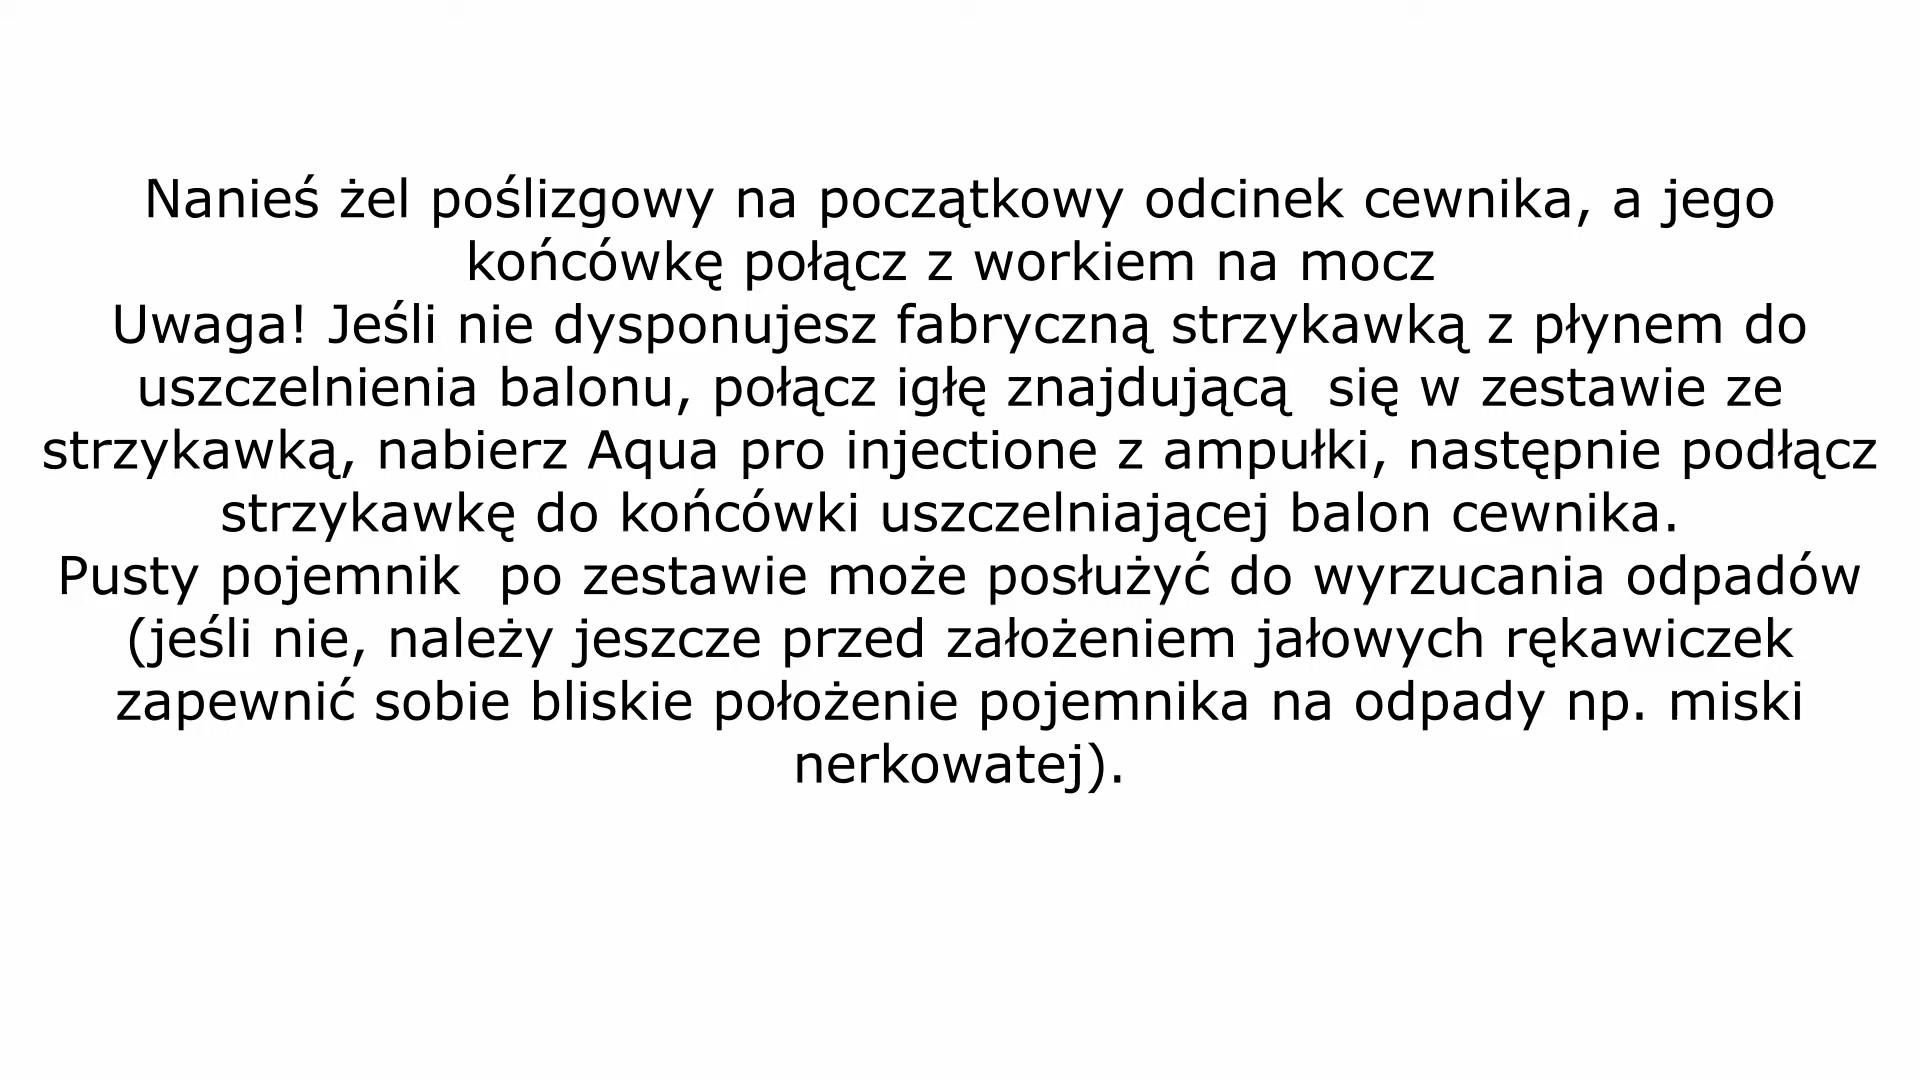 Nanieś żel poślizgowy na początkowy odcinek cewnika, a jego
końcówkę połącz z workiem na mocz
Uwaga! Jeśli nie dysponujesz fabryczną strzykawką z płynem do
uszczelnienia balonu, połącz igłę znajdującą  się w zestawie ze
strzykawką, nabierz Aqua pro injectione z ampułki, następnie podłącz
strzykawkę do końcówki uszczelniającej balon cewnika.
Pusty pojemnik  po zestawie może posłużyć do wyrzucania odpadów
(jeśli nie, należy jeszcze przed założeniem jałowych rękawiczek
zapewnić sobie bliskie położenie pojemnika na odpady np. miski
nerkowatej).